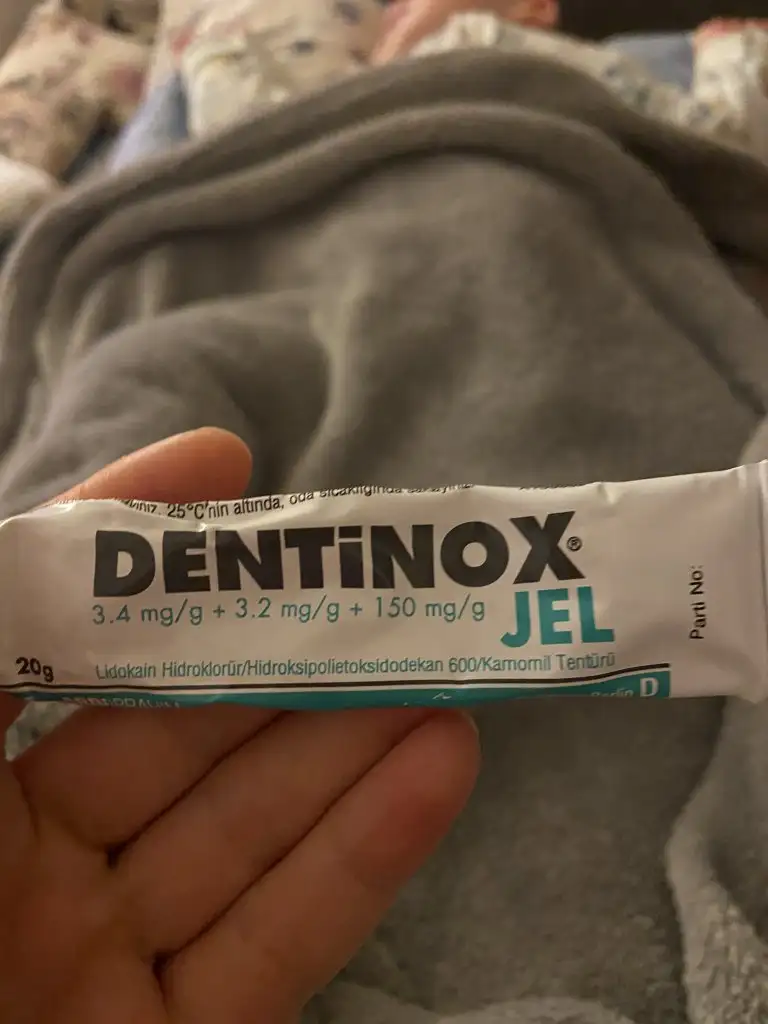 25°C'nin altında, oda sıcaklığında
DENTiNOX®
3.4 mg/g + 3.2 mg/g + 150 mg/g JEL
Parti No:
20g
Lidokain Hidroklorür/Hidroksipolietoksidodekan 600/Kamomil Tentürü
Berlin D